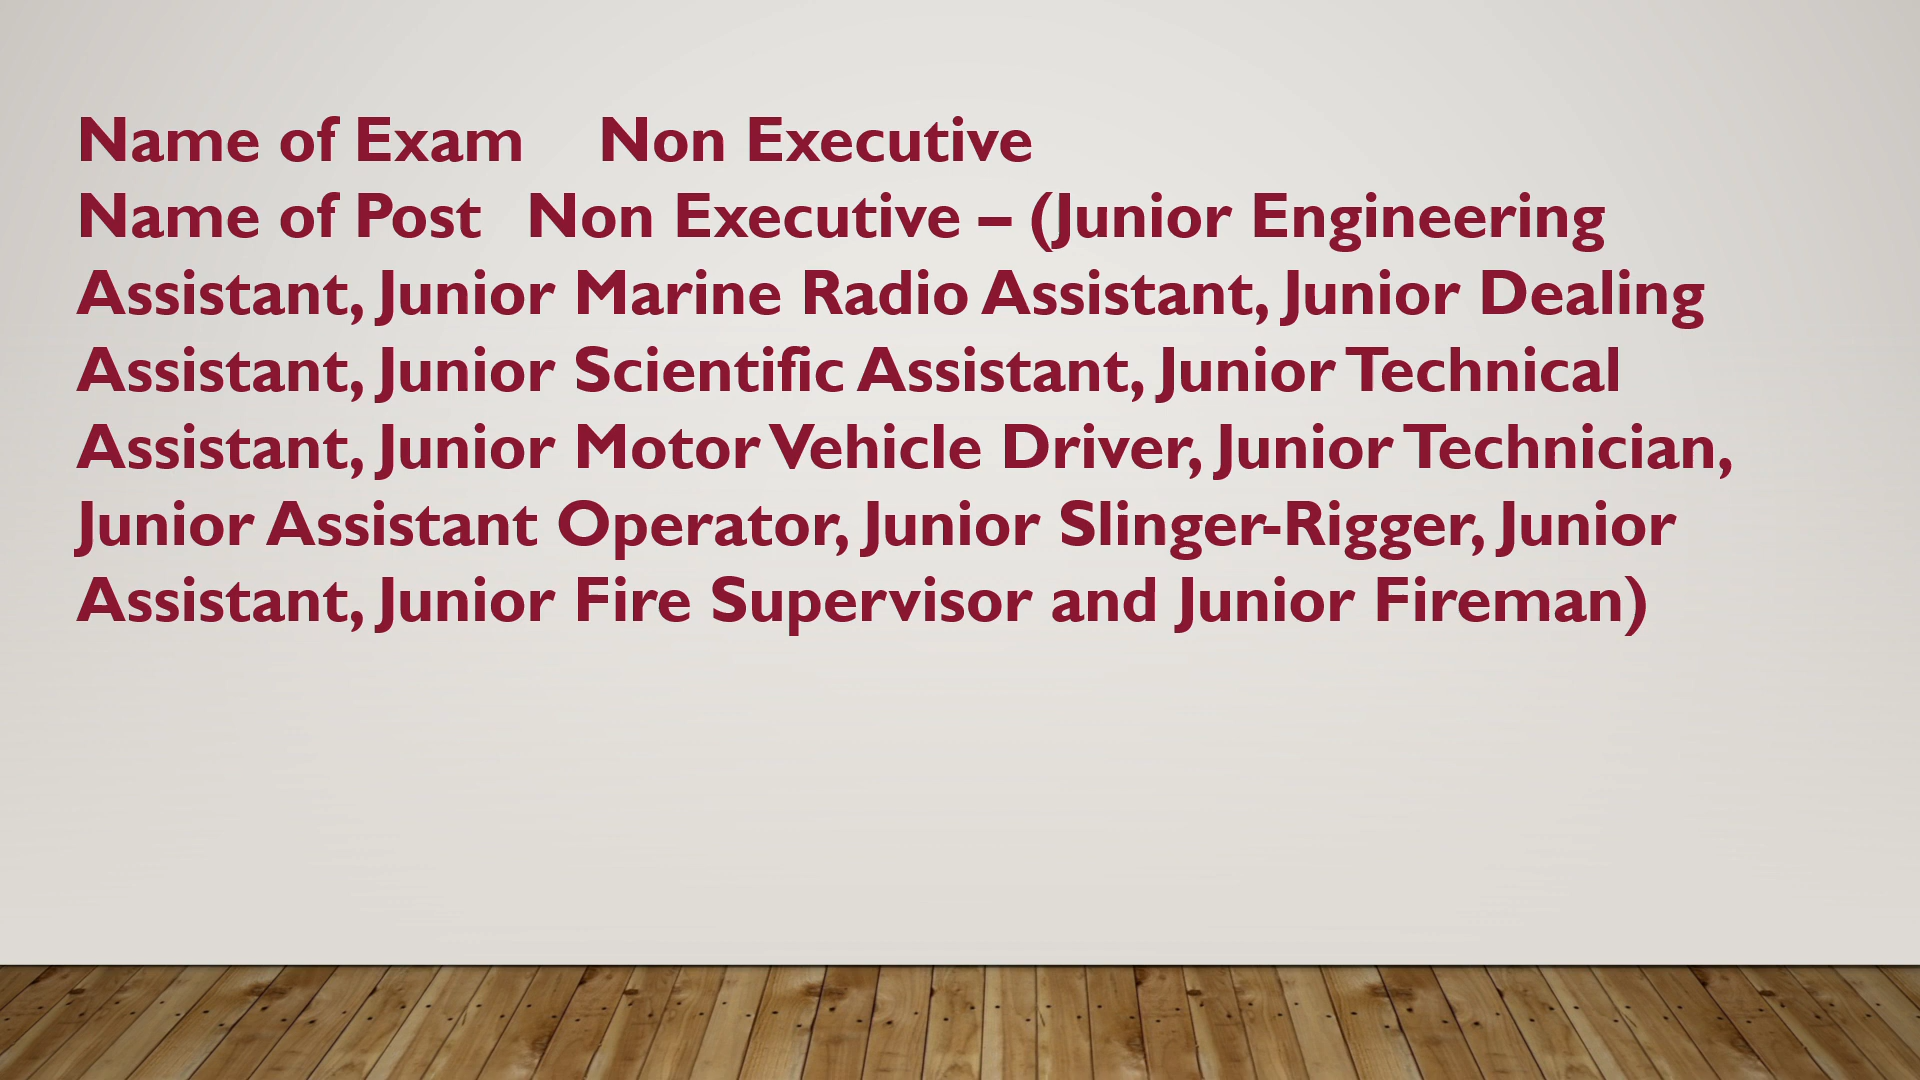 Name of Exam Non Executive
Name of Post Non Executive – (Junior Engineering
Assistant, Junior Marine Radio Assistant, Junior Dealing
Assistant, Junior Scientific Assistant, Junior Technical
Assistant, Junior Motor Vehicle Driver, Junior Technician,
Junior Assistant Operator, Junior Slinger-Rigger, Junior
Assistant, Junior Fire Supervisor and Junior Fireman)